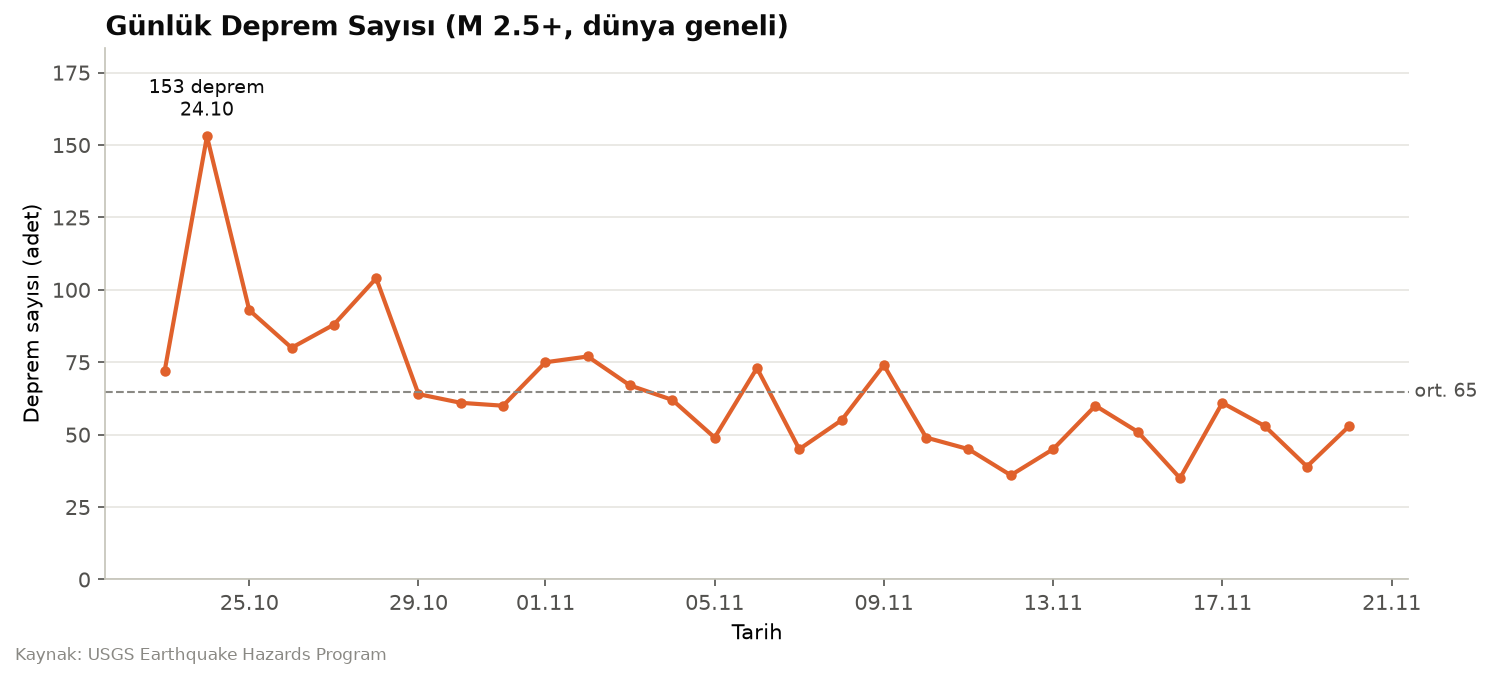 Günlük Deprem Sayısı (M 2.5+, dünya geneli)
175
150
125
100
75
50
25
0
Deprem sayısı (adet)
153 deprem
24.10
ort. 65
25.10 29.10 01.11 05.11 09.11 13.11 17.11 21.11
Tarih
Kaynak: USGS Earthquake Hazards Program